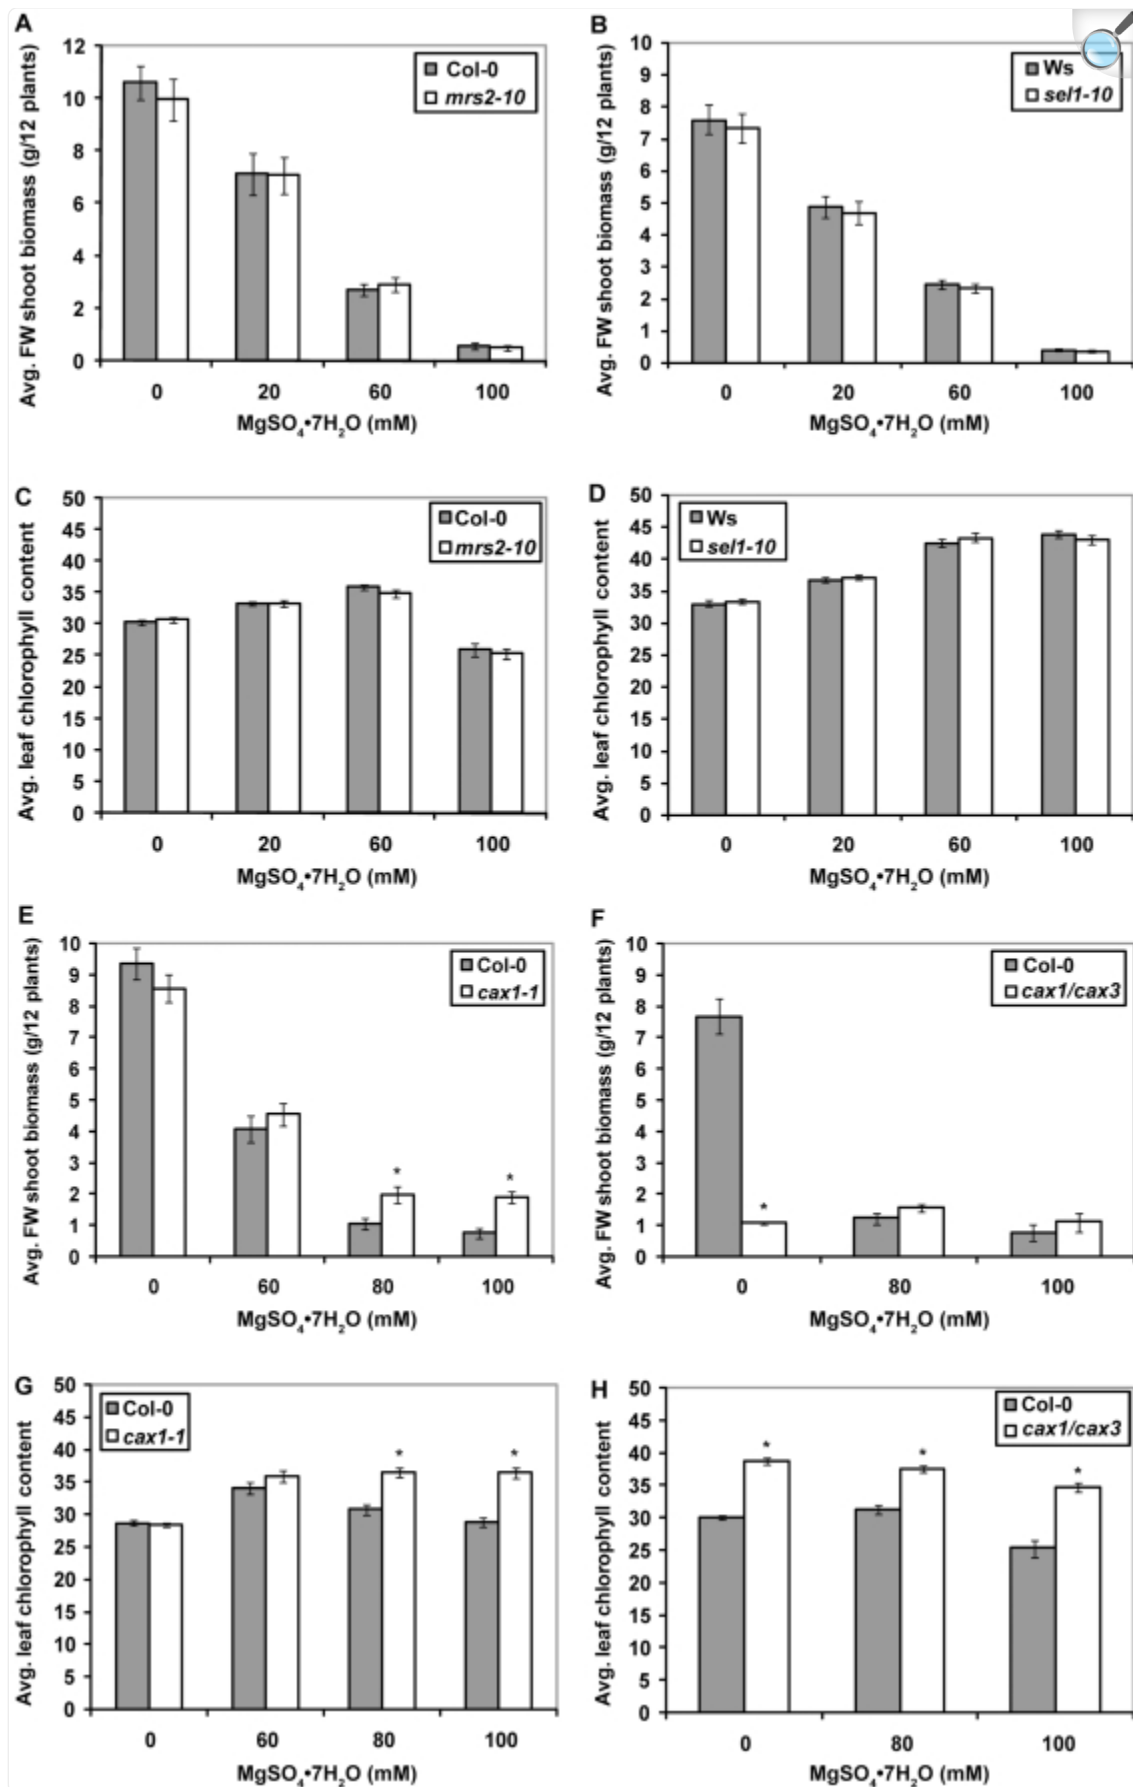 A
Avg. FW shoot biomass (g/12 plants)
12
10
8
6
4
2
0
Col-0
mrs2-10
0 20 60 100
MgSO₄•7H₂O (mM)
B
Avg. FW shoot biomass (g/12 plants)
10
9
8
7
6
5
4
3
2
1
0
Ws
sel1-10
0 20 60 100
MgSO₄•7H₂O (mM)
C
Avg. leaf chlorophyll content
50
45
40
35
30
25
20
15
10
5
0
Col-0
mrs2-10
0 20 60 100
MgSO₄•7H₂O (mM)
D
Avg. leaf chlorophyll content
50
45
40
35
30
25
20
15
10
5
0
Ws
sel1-10
0 20 60 100
MgSO₄•7H₂O (mM)
E
Avg. FW shoot biomass (g/12 plants)
10
9
8
7
6
5
4
3
2
1
0
Col-0
cax1-1
* *
0 60 80 100
MgSO₄•7H₂O (mM)
F
Avg. FW shoot biomass (g/12 plants)
10
9
8
7
6
5
4
3
2
1
0
Col-0
cax1/cax3
*
0 80 100
MgSO₄•7H₂O (mM)
G
Avg. leaf chlorophyll content
50
45
40
35
30
25
20
15
10
5
0
Col-0
cax1-1
* *
0 60 80 100
MgSO₄•7H₂O (mM)
H
Avg. leaf chlorophyll content
50
45
40
35
30
25
20
15
10
5
0
Col-0
cax1/cax3
* * *
0 80 100
MgSO₄•7H₂O (mM)